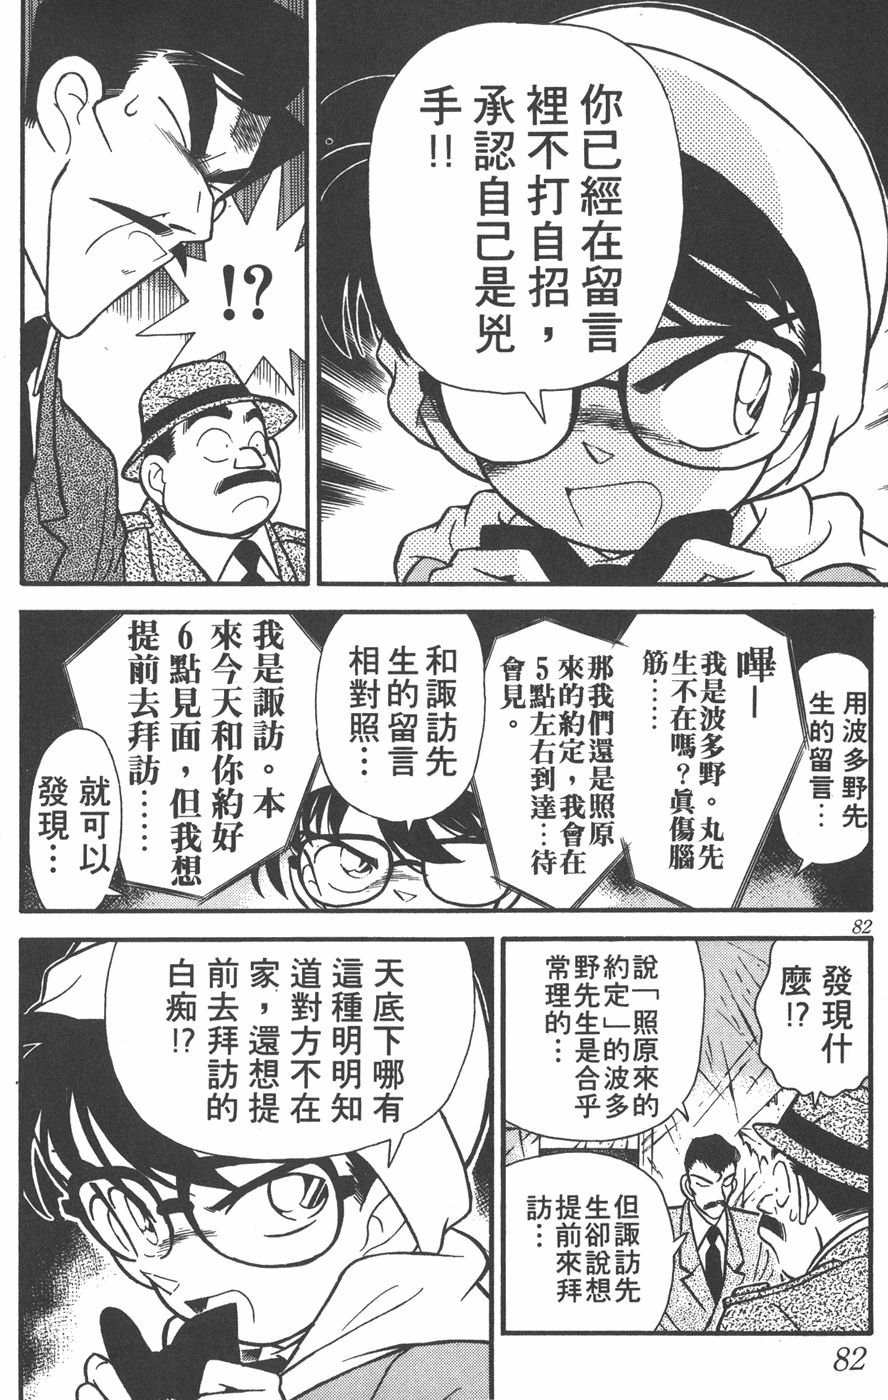 你已經在留言
裡不打自招，
承認自己是兇
手!!
!?
用波多野先
生的留言…
嗶—
我是波多野。丸先
生不在嗎？眞傷腦
筋……
那我們還是照原
來的約定，我會在
5點左右到達…待
會見。
和諏訪先
生的留言
相對照…
我是諏訪。本
來今天和你約好
6點見面，但我想
提前去拜訪……
就可以
發現…
82
發現什
麼!?
說「照原來的
約定」的波多
野先生是合乎
常理的…
但諏訪先
生卻說想
提前來拜
訪…
天底下哪有
這種明明知
道對方不在
家，還想提
前去拜訪的
白痴!?
82